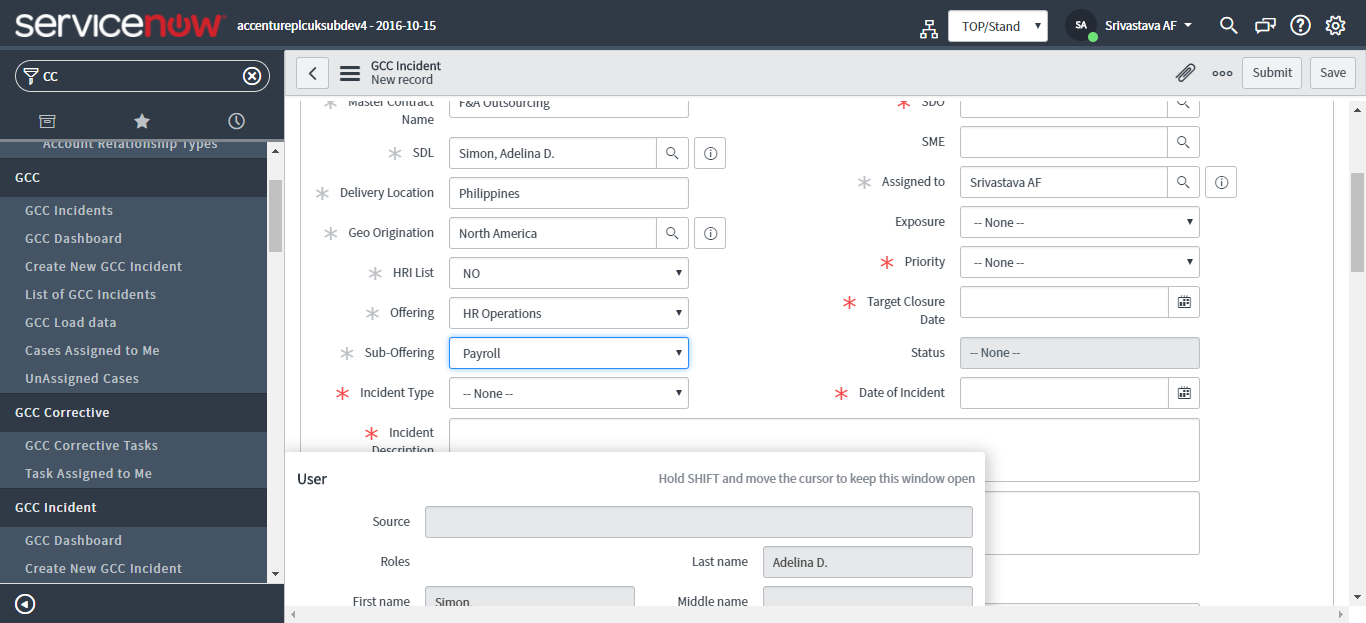 servicenow accentureplcuksubdev4 - 2016-10-15 TOP/Stand SA Srivastava AF
CC
Account Relationship Types
GCC
GCC Incidents
GCC Dashboard
Create New GCC Incident
List of GCC Incidents
GCC Load data
Cases Assigned to Me
UnAssigned Cases
GCC Corrective
GCC Corrective Tasks
Task Assigned to Me
GCC Incident
GCC Dashboard
Create New GCC Incident
GCC Incident
New record
Submit Save
Master Contract
Name
F&A Outsourcing
SDL Simon, Adelina D.
Delivery Location Philippines
Geo Origination North America
HRI List NO
Offering HR Operations
Sub-Offering Payroll
Incident Type -- None --
Incident
Description
SDO
SME
Assigned to Srivastava AF
Exposure -- None --
Priority -- None --
Target Closure
Date
Status -- None --
Date of Incident
User Hold SHIFT and move the cursor to keep this window open
Source
Roles Last name Adelina D.
First name Simon, Middle name